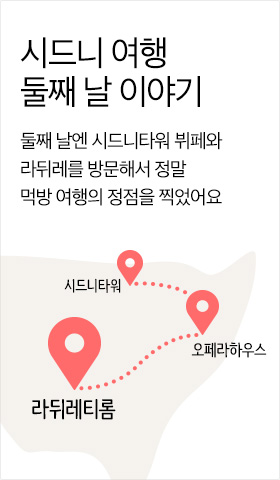 시드니 여행
둘째 날 이야기
둘째 날엔 시드니타워 뷔페와
라뒤레를 방문해서 정말
먹방 여행의 정점을 찍었어요
시드니타워
오페라하우스
라뒤레티롬